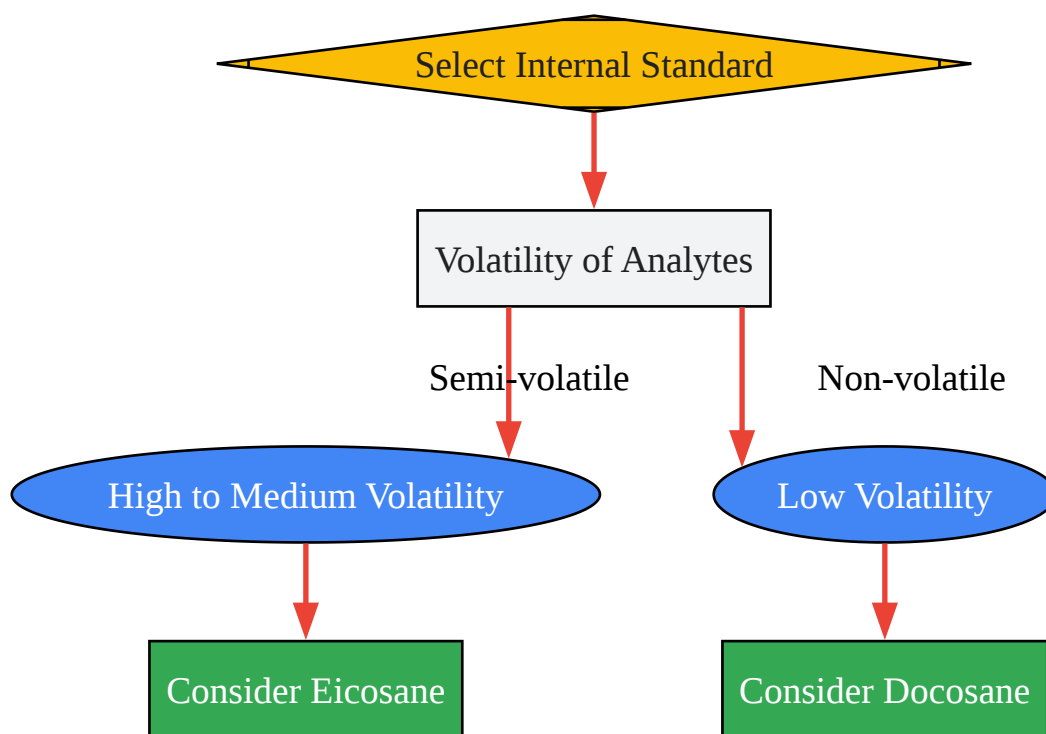 Select Internal Standard
Volatility of Analytes
Semi-volatile
Non-volatile
High to Medium Volatility
Low Volatility
Consider Eicosane
Consider Docosane